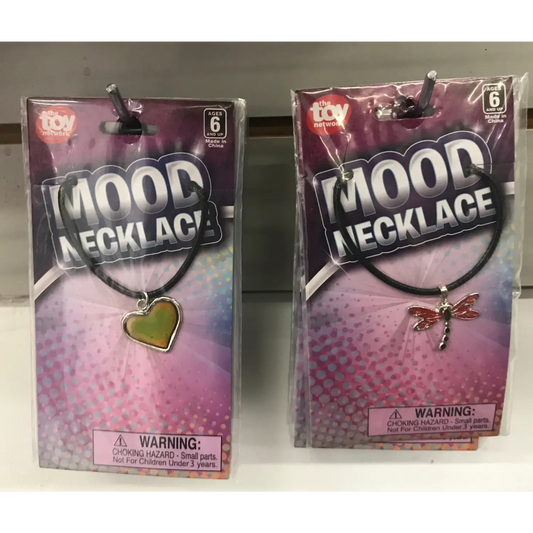 the
toy
network
AGES
6
AND UP
Made in
China
MOOD
NECKLACE
WARNING:
CHOKING HAZARD - Small parts.
Not For Children Under 3 years.
the
toy
network
AGES
6
AND UP
Made in
China
MOOD
NECKLACE
WARNING:
CHOKING HAZARD - Small parts.
Not For Children Under 3 years.